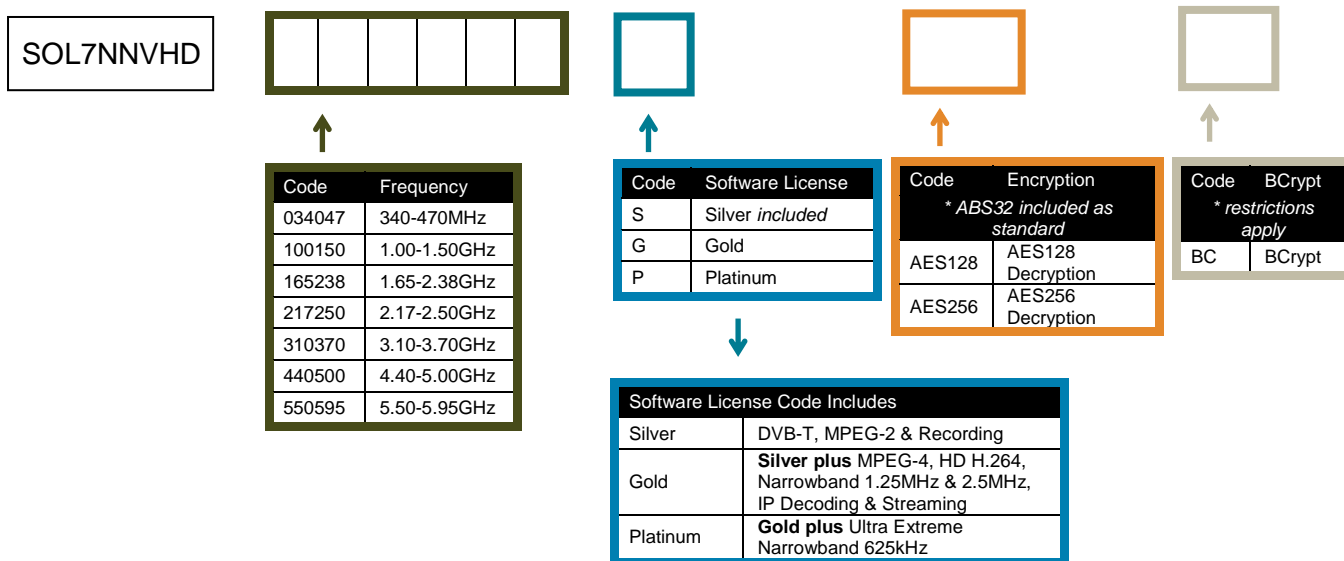 SOL7NNVHD
Code Frequency
034047 340-470MHz
100150 1.00-1.50GHz
165238 1.65-2.38GHz
217250 2.17-2.50GHz
310370 3.10-3.70GHz
440500 4.40-5.00GHz
550595 5.50-5.95GHz
Code Software License
S Silver included
G Gold
P Platinum
Code Encryption
* ABS32 included as
standard
AES128 AES128
Decryption
AES256 AES256
Decryption
Code BCrypt
* restrictions
apply
BC BCrypt
Software License Code Includes
Silver DVB-T, MPEG-2 & Recording
Gold Silver plus MPEG-4, HD H.264,
Narrowband 1.25MHz & 2.5MHz,
IP Decoding & Streaming
Platinum Gold plus Ultra Extreme
Narrowband 625kHz